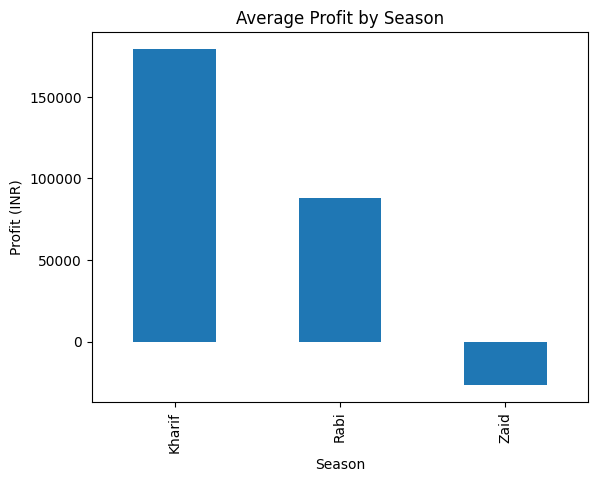 Average Profit by Season
Profit (INR)
150000
100000
50000
0
Kharif
Rabi
Zaid
Season